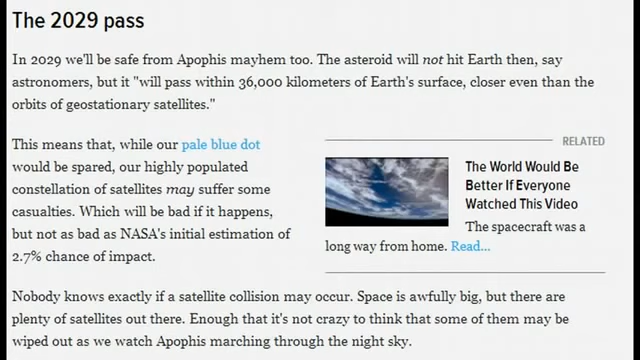 The 2029 pass
In 2029 we'll be safe from Apophis mayhem too. The asteroid will not hit Earth then, say
astronomers, but it "will pass within 36,000 kilometers of Earth's surface, closer even than the
orbits of geostationary satellites."
This means that, while our pale blue dot
would be spared, our highly populated
constellation of satellites may suffer some
casualties. Which will be bad if it happens,
but not as bad as NASA's initial estimation of
2.7% chance of impact.
RELATED
The World Would Be
Better If Everyone
Watched This Video
The spacecraft was a
long way from home. Read...
Nobody knows exactly if a satellite collision may occur. Space is awfully big, but there are
plenty of satellites out there. Enough that it's not crazy to think that some of them may be
wiped out as we watch Apophis marching through the night sky.